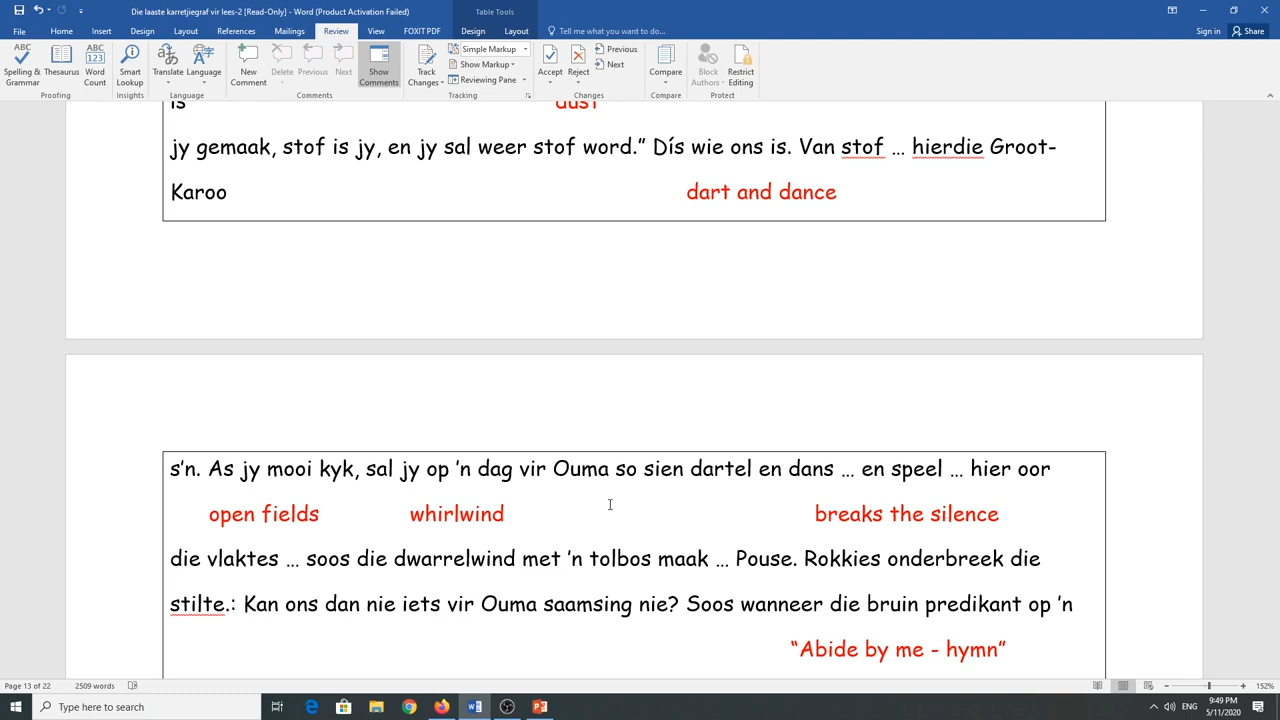 Die laaste karretjiegraf vir lees-2 [Read-Only] - Word (Product Activation Failed)
Table Tools
File Home Insert Design Layout References Mailings Review View FOXIT PDF Design Layout Tell me what you want to do... Sign in Share
Spelling & Grammar
Thesaurus
Word Count
Smart Lookup
Translate
Language
New Comment
Delete
Previous
Next
Show Comments
Track Changes
Simple Markup
Show Markup
Reviewing Pane
Accept
Reject
Previous
Next
Compare
Block Authors
Restrict Editing
Proofing Insights Language Comments Tracking Changes Compare Protect
is dust
jy gemaak, stof is jy, en jy sal weer stof word.” Dís wie ons is. Van stof … hierdie Groot-
Karoo dart and dance
s’n. As jy mooi kyk, sal jy op ’n dag vir Ouma so sien dartel en dans … en speel … hier oor
open fields whirlwind breaks the silence
die vlaktes … soos die dwarrelwind met ’n tolbos maak … Pouse. Rokkies onderbreek die
stilte.: Kan ons dan nie iets vir Ouma saamsing nie? Soos wanneer die bruin predikant op ’n
“Abide by me - hymn”
Page 13 of 22 2509 words 152%
Type here to search
ENG
9:49 PM
5/11/2020